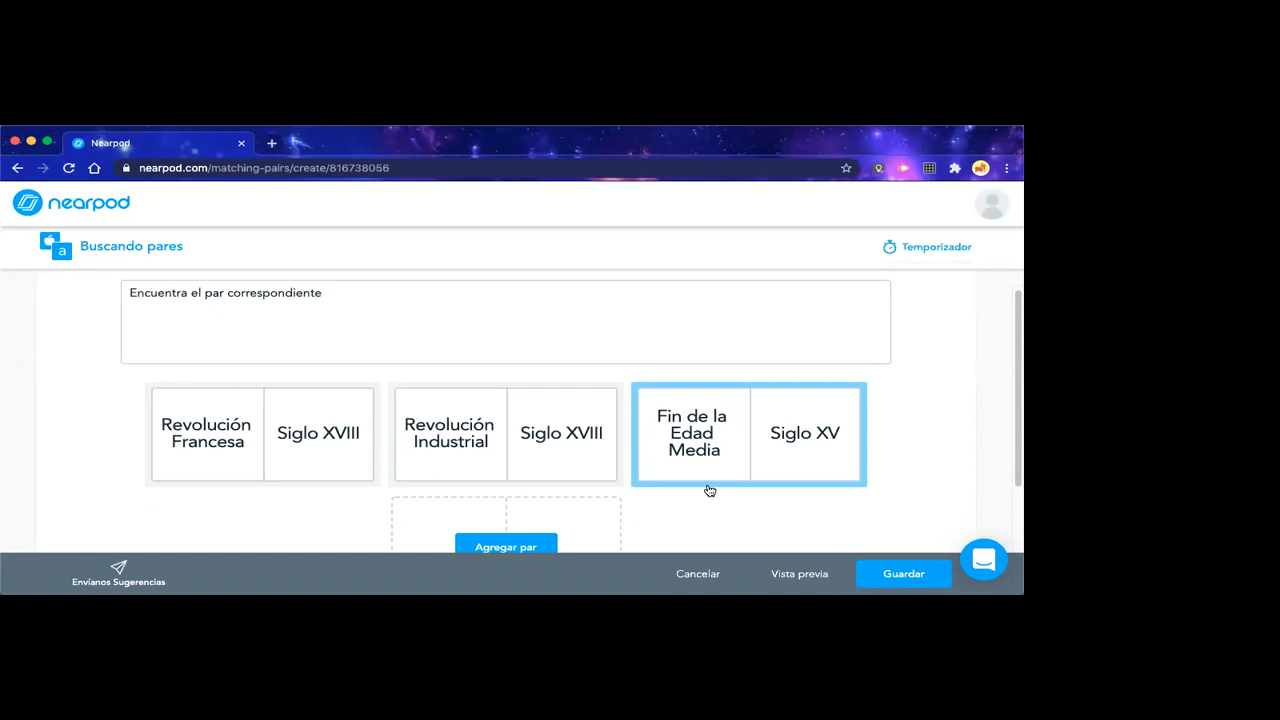 Nearpod
nearpod.com/matching-pairs/create/816738056
nearpod
a
Buscando pares
Temporizador
Encuentra el par correspondiente
Revolución
Francesa
Siglo XVIII
Revolución
Industrial
Siglo XVIII
Fin de la
Edad
Media
Siglo XV
Agregar par
Envíanos Sugerencias
Cancelar
Vista previa
Guardar